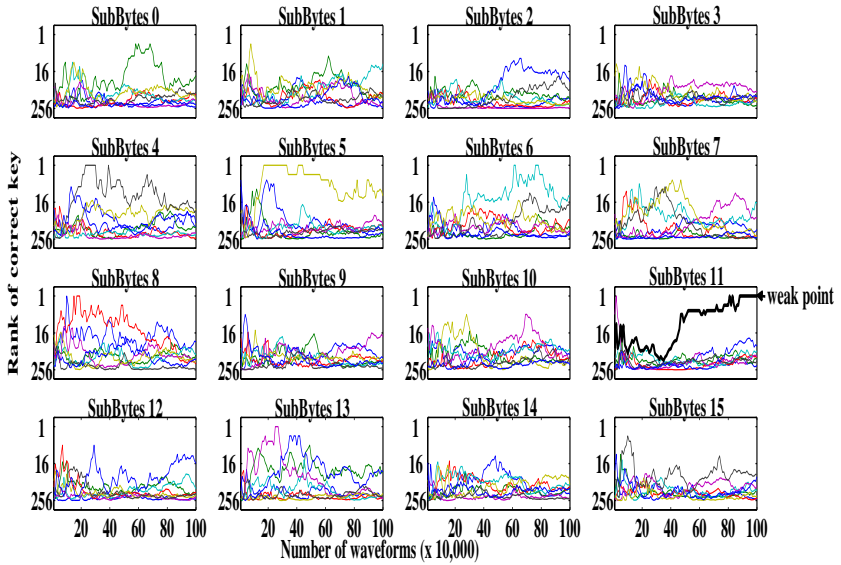 SubBytes 0 SubBytes 1 SubBytes 2 SubBytes 3
1 1 1 1
16 16 16 16
256 256 256 256
SubBytes 4 SubBytes 5 SubBytes 6 SubBytes 7
1 1 1 1
16 16 16 16
256 256 256 256
Rank of correct key
SubBytes 8 SubBytes 9 SubBytes 10 SubBytes 11
1 1 1 1 weak point
16 16 16 16
256 256 256 256
SubBytes 12 SubBytes 13 SubBytes 14 SubBytes 15
1 1 1 1
16 16 16 16
256 256 256 256
20 40 60 80 100 20 40 60 80 100 20 40 60 80 100 20 40 60 80 100
Number of waveforms (x 10,000)